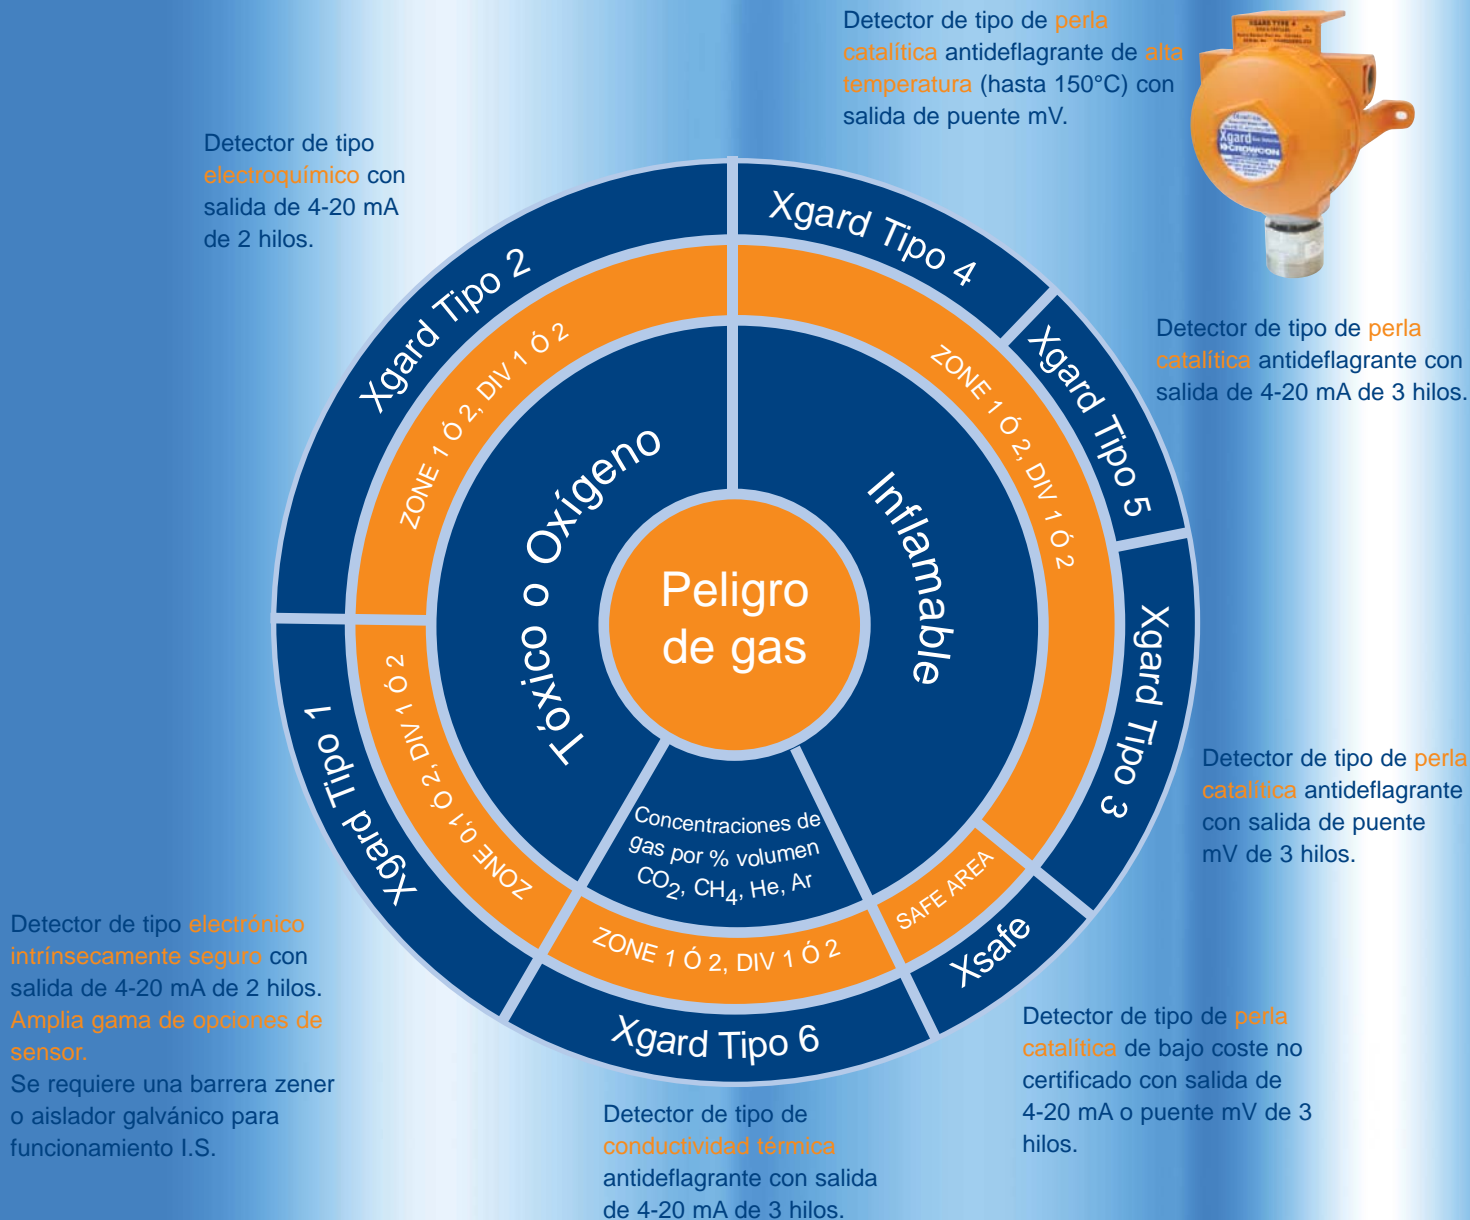 Detector de tipo de perla
catalítica antideflagrante de alta
temperatura (hasta 150°C) con
salida de puente mV.
XGARD TYPE 4
Xgard
CROWCON
Detector de tipo
electroquímico con
salida de 4-20 mA
de 2 hilos.
Detector de tipo de perla
catalítica antideflagrante con
salida de 4-20 mA de 3 hilos.
Xgard Tipo 2
Xgard Tipo 4
Xgard Tipo 5
Xgard Tipo 3
Xsafe
Xgard Tipo 6
Xgard Tipo 1
ZONE 1 Ó 2, DIV 1 Ó 2
ZONE 1 Ó 2, DIV 1 Ó 2
SAFE AREA
ZONE 1 Ó 2, DIV 1 Ó 2
ZONE 0,1 Ó 2, DIV 1 Ó 2
Tóxico o Oxígeno
Inflamable
Peligro
de gas
Concentraciones de
gas por % volumen
CO2, CH4, He, Ar
Detector de tipo de perla
catalítica antideflagrante
con salida de puente
mV de 3 hilos.
Detector de tipo electrónico
intrínsecamente seguro con
salida de 4-20 mA de 2 hilos.
Amplia gama de opciones de
sensor.
Se requiere una barrera zener
o aislador galvánico para
funcionamiento I.S.
Detector de tipo de perla
catalítica de bajo coste no
certificado con salida de
4-20 mA o puente mV de 3
hilos.
Detector de tipo de
conductividad térmica
antideflagrante con salida
de 4-20 mA de 3 hilos.